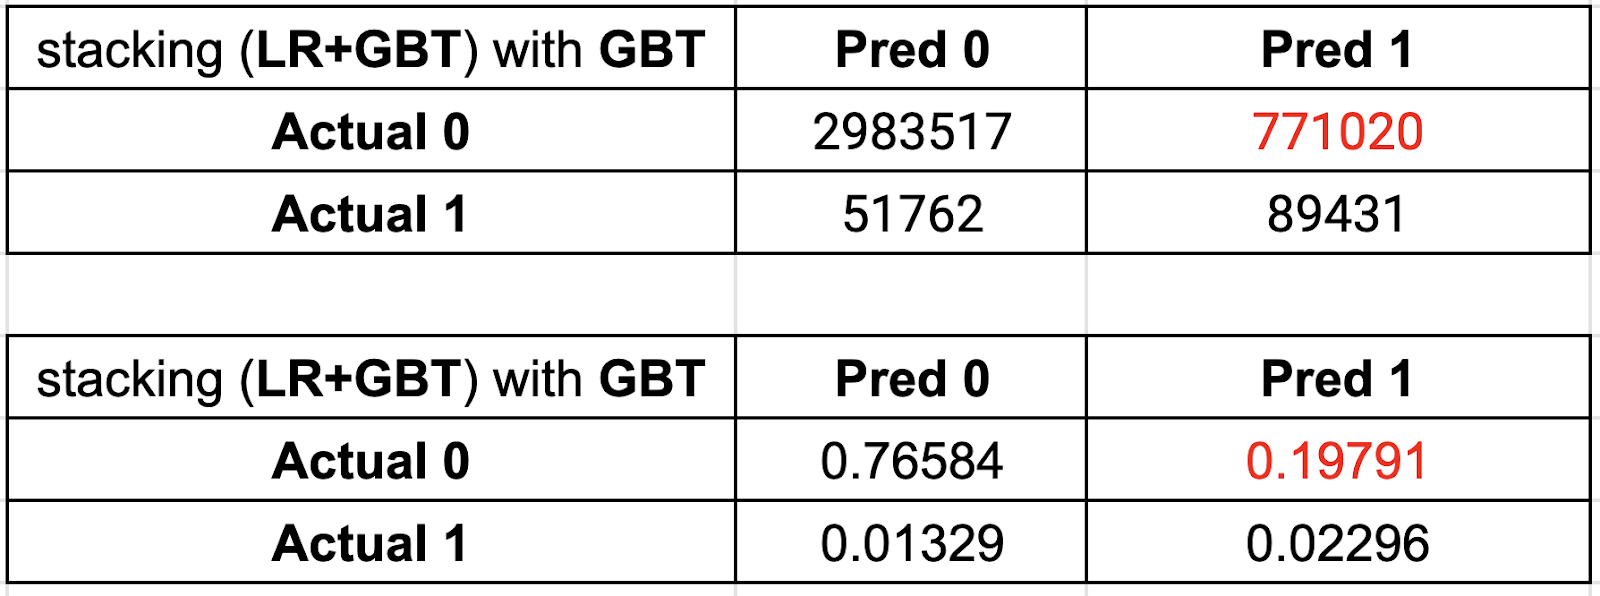 stacking (LR+GBT) with GBT Pred 0 Pred 1
Actual 0 2983517 771020
Actual 1 51762 89431
stacking (LR+GBT) with GBT Pred 0 Pred 1
Actual 0 0.76584 0.19791
Actual 1 0.01329 0.02296